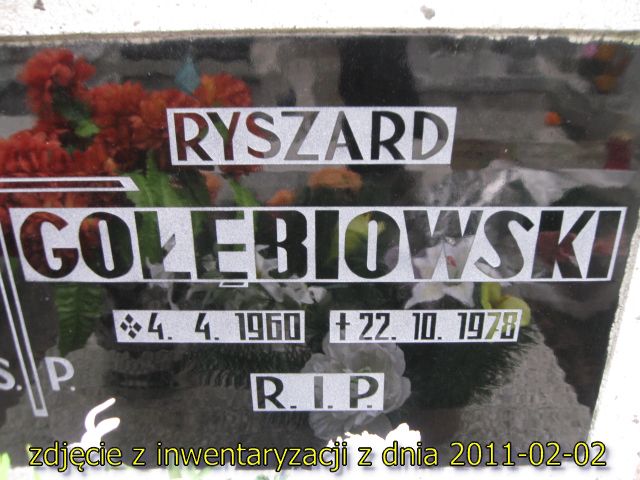 RYSZARD
GOŁĘBIOWSKI
4. 4. 1960 † 22. 10. 1978
Ś. P.
R. I. P.
zdjęcie z inwentaryzacji z dnia 2011-02-02